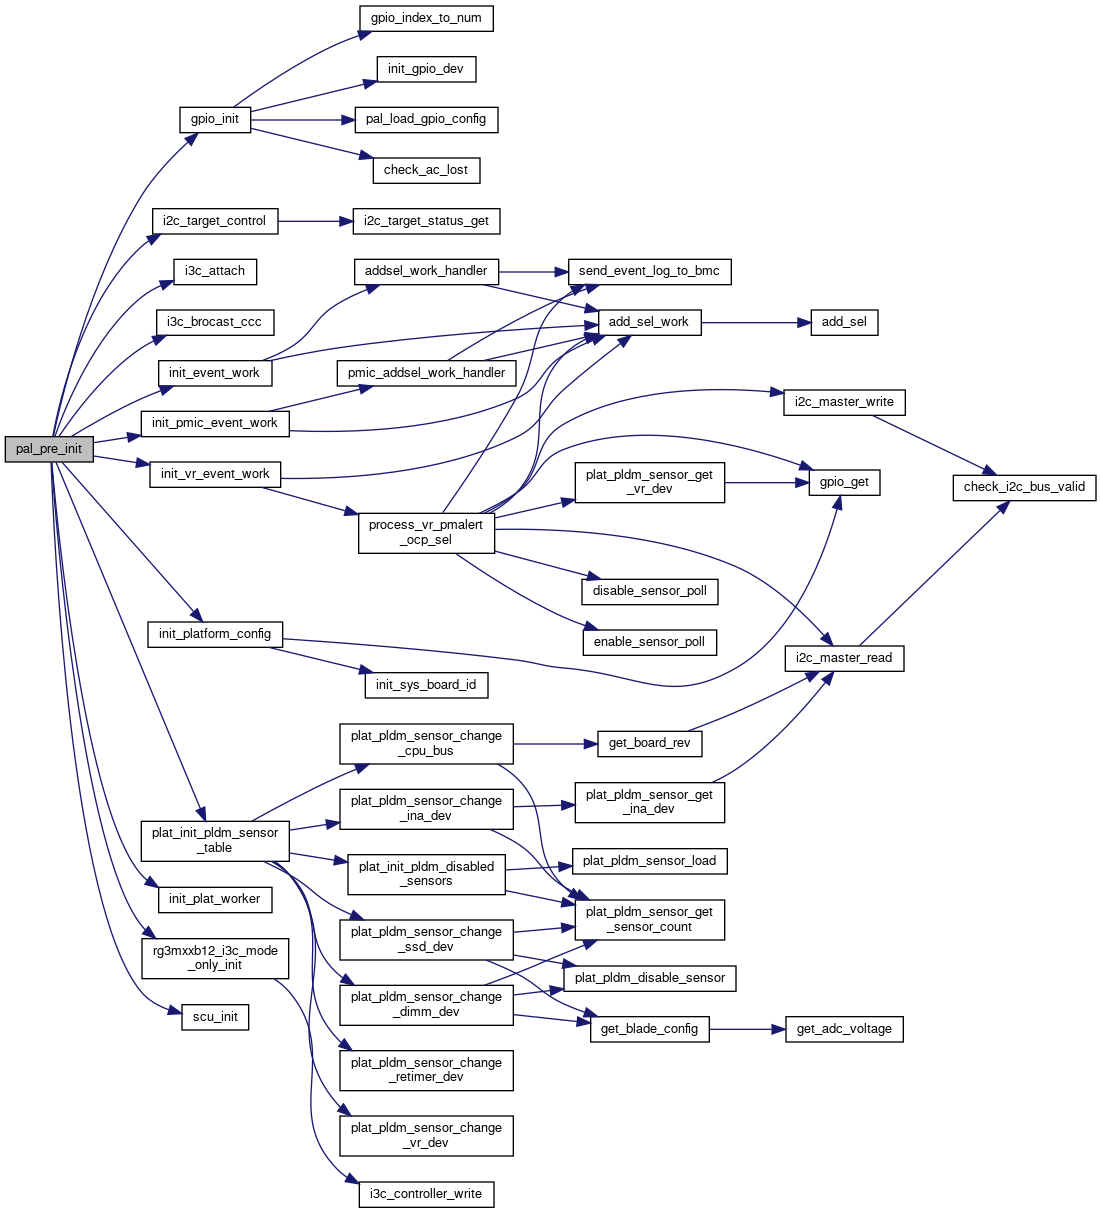 gpio_index_to_num
init_gpio_dev
gpio_init
pal_load_gpio_config
check_ac_lost
i2c_target_control
i2c_target_status_get
i3c_attach
addsel_work_handler
send_event_log_to_bmc
i3c_brocast_ccc
add_sel_work
add_sel
init_event_work
pmic_addsel_work_handler
i2c_master_write
init_pmic_event_work
pal_pre_init
init_vr_event_work
plat_pldm_sensor_get
_vr_dev
gpio_get
check_i2c_bus_valid
process_vr_pmalert
_ocp_sel
disable_sensor_poll
init_platform_config
enable_sensor_poll
i2c_master_read
init_sys_board_id
plat_pldm_sensor_change
_cpu_bus
get_board_rev
plat_pldm_sensor_change
_ina_dev
plat_pldm_sensor_get
_ina_dev
plat_init_pldm_sensor
_table
plat_init_pldm_disabled
_sensors
plat_pldm_sensor_load
init_plat_worker
plat_pldm_sensor_get
_sensor_count
plat_pldm_sensor_change
_ssd_dev
rg3mxxb12_i3c_mode
_only_init
plat_pldm_disable_sensor
plat_pldm_sensor_change
_dimm_dev
scu_init
get_blade_config
get_adc_voltage
plat_pldm_sensor_change
_retimer_dev
plat_pldm_sensor_change
_vr_dev
i3c_controller_write